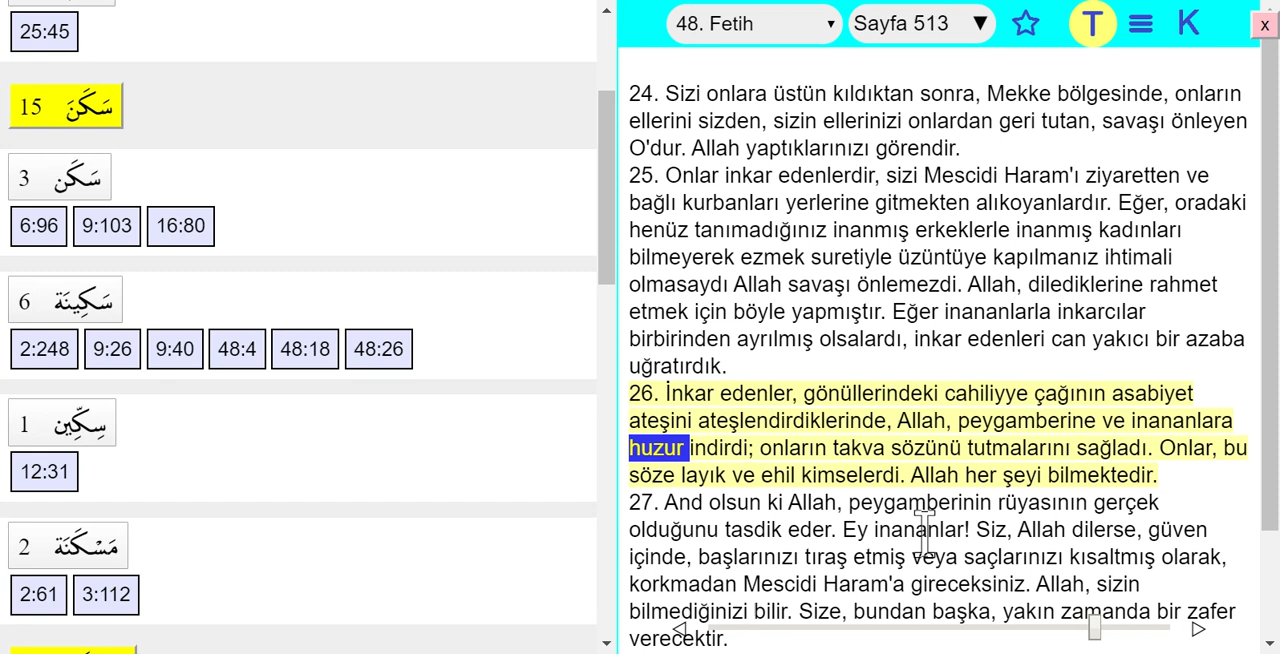 25:45
15 سَكَنَ
3 سَكَن
6:96 9:103 16:80
6 سَكِينَة
2:248 9:26 9:40 48:4 48:18 48:26
1 سِكِّين
12:31
2 مَسْكَنَة
2:61 3:112
48. Fetih ▾ Sayfa 513 ▼ T K x
24. Sizi onlara üstün kıldıktan sonra, Mekke bölgesinde, onların
ellerini sizden, sizin ellerinizi onlardan geri tutan, savaşı önleyen
O'dur. Allah yaptıklarınızı görendir.
25. Onlar inkar edenlerdir, sizi Mescidi Haram'ı ziyaretten ve
bağlı kurbanları yerlerine gitmekten alıkoyanlardır. Eğer, oradaki
henüz tanımadığınız inanmış erkeklerle inanmış kadınları
bilmeyerek ezmek suretiyle üzüntüye kapılmanız ihtimali
olmasaydı Allah savaşı önlemezdi. Allah, dilediklerine rahmet
etmek için böyle yapmıştır. Eğer inananlarla inkarcılar
birbirinden ayrılmış olsalardı, inkar edenleri can yakıcı bir azaba
uğratırdık.
26. İnkar edenler, gönüllerindeki cahiliyye çağının asabiyet
ateşini ateşlendirdiklerinde, Allah, peygamberine ve inananlara
huzur indirdi; onların takva sözünü tutmalarını sağladı. Onlar, bu
söze layık ve ehil kimselerdi. Allah her şeyi bilmektedir.
27. And olsun ki Allah, peygamberinin rüyasının gerçek
olduğunu tasdik eder. Ey inananlar! Siz, Allah dilerse, güven
içinde, başlarınızı tıraş etmiş veya saçlarınızı kısaltmış olarak,
korkmadan Mescidi Haram'a gireceksiniz. Allah, sizin
bilmediğinizi bilir. Size, bundan başka, yakın zamanda bir zafer
verecektir.